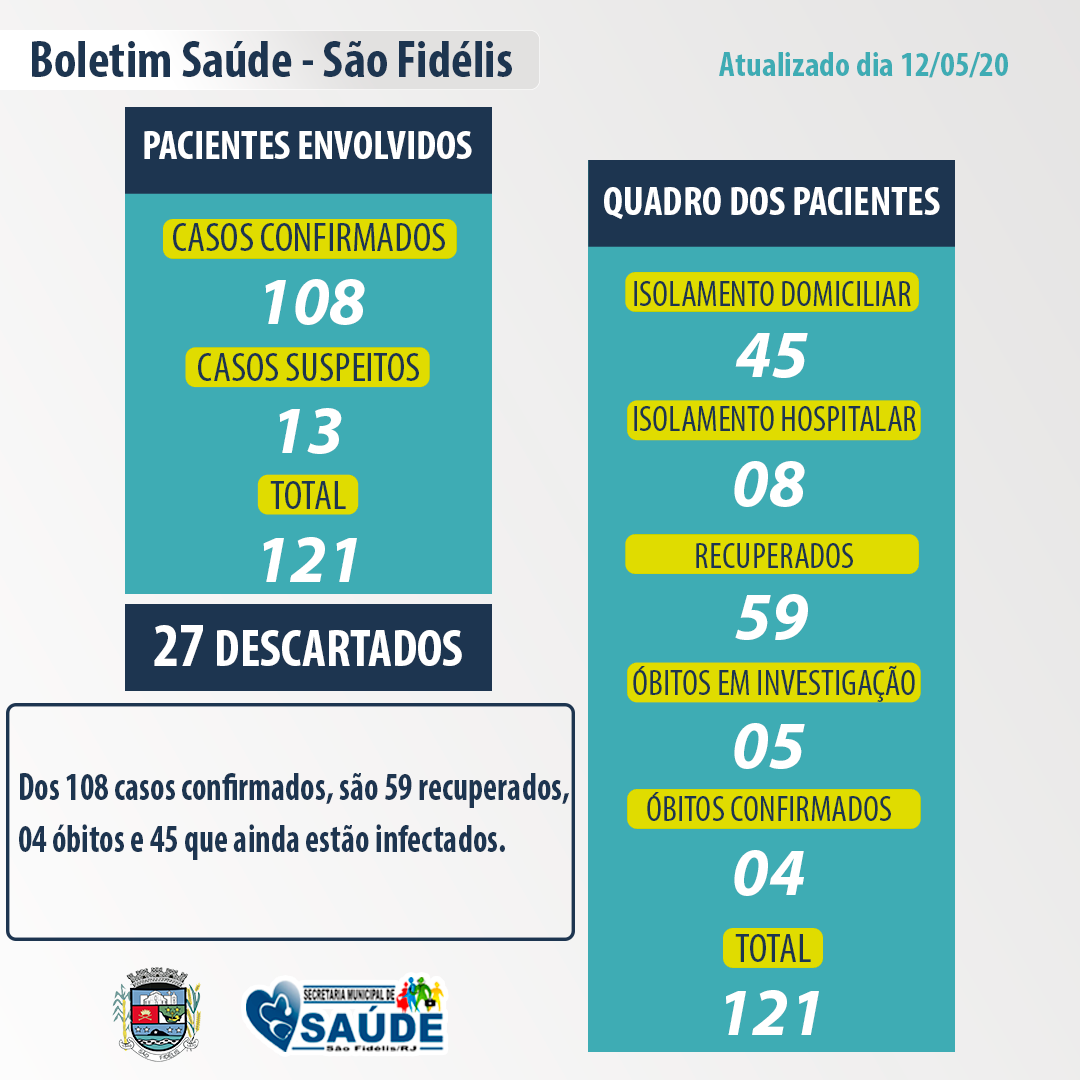 Boletim Saúde - São Fidélis
Atualizado dia 12/05/20
PACIENTES ENVOLVIDOS
CASOS CONFIRMADOS
108
CASOS SUSPEITOS
13
TOTAL
121
27 DESCARTADOS
Dos 108 casos confirmados, são 59 recuperados,
04 óbitos e 45 que ainda estão infectados.
QUADRO DOS PACIENTES
ISOLAMENTO DOMICILIAR
45
ISOLAMENTO HOSPITALAR
08
RECUPERADOS
59
ÓBITOS EM INVESTIGAÇÃO
05
ÓBITOS CONFIRMADOS
04
TOTAL
121
SÃO FIDÉLIS
SECRETARIA MUNICIPAL DE
SAÚDE
São Fidélis/RJ